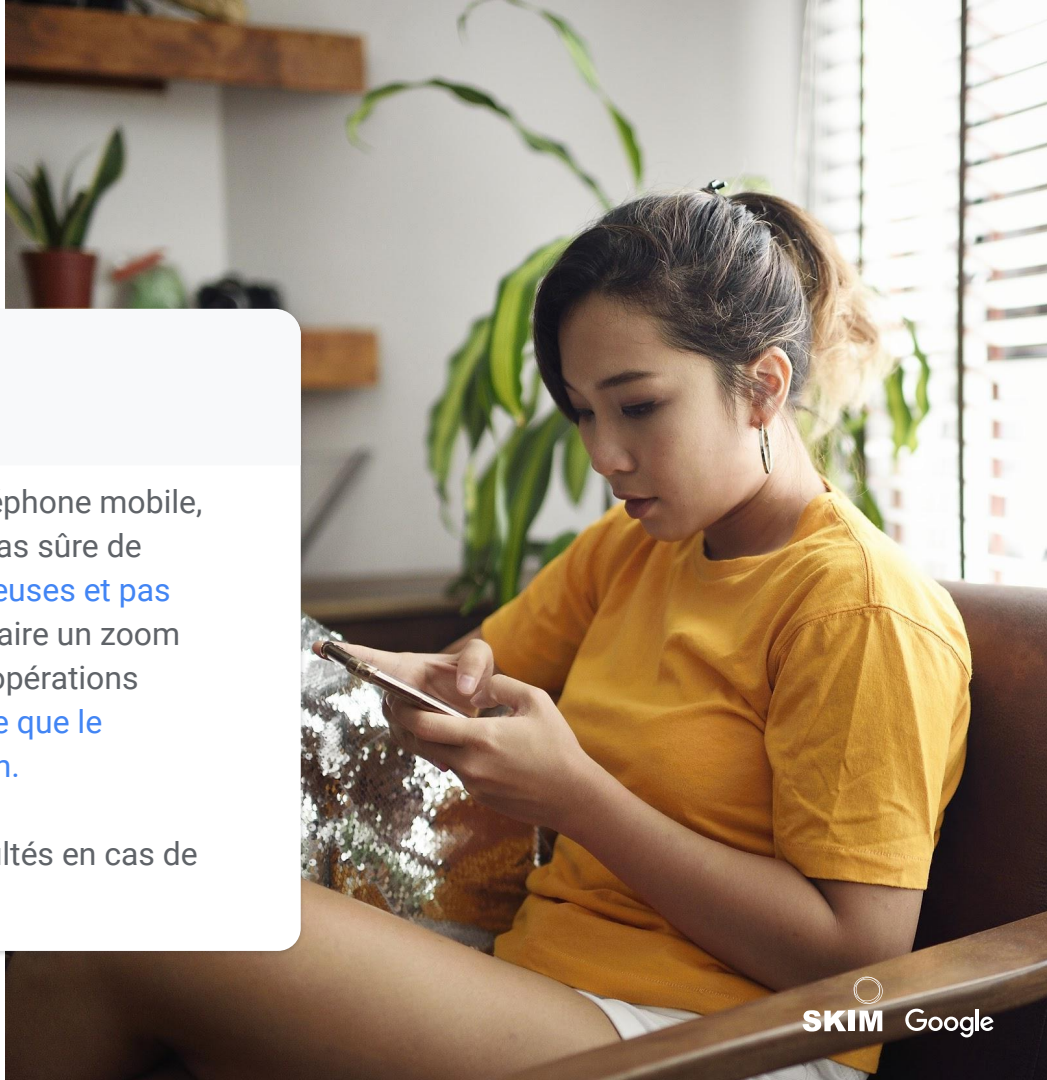 éphone mobile,
as sûre de
euses et pas
aire un zoom
opérations
e que le
n.
ltés en cas de
SKIM Google